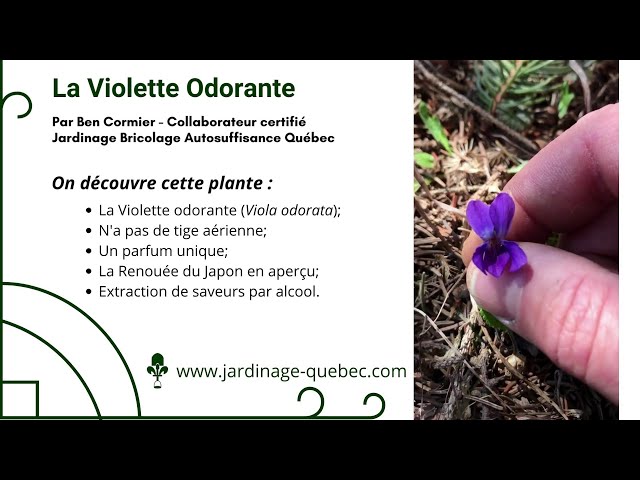 La Violette Odorante
Par Ben Cormier - Collaborateur certifié
Jardinage Bricolage Autosuffisance Québec
On découvre cette plante :
La Violette odorante (Viola odorata);
N'a pas de tige aérienne;
Un parfum unique;
La Renouée du Japon en aperçu;
Extraction de saveurs par alcool.
www.jardinage-quebec.com